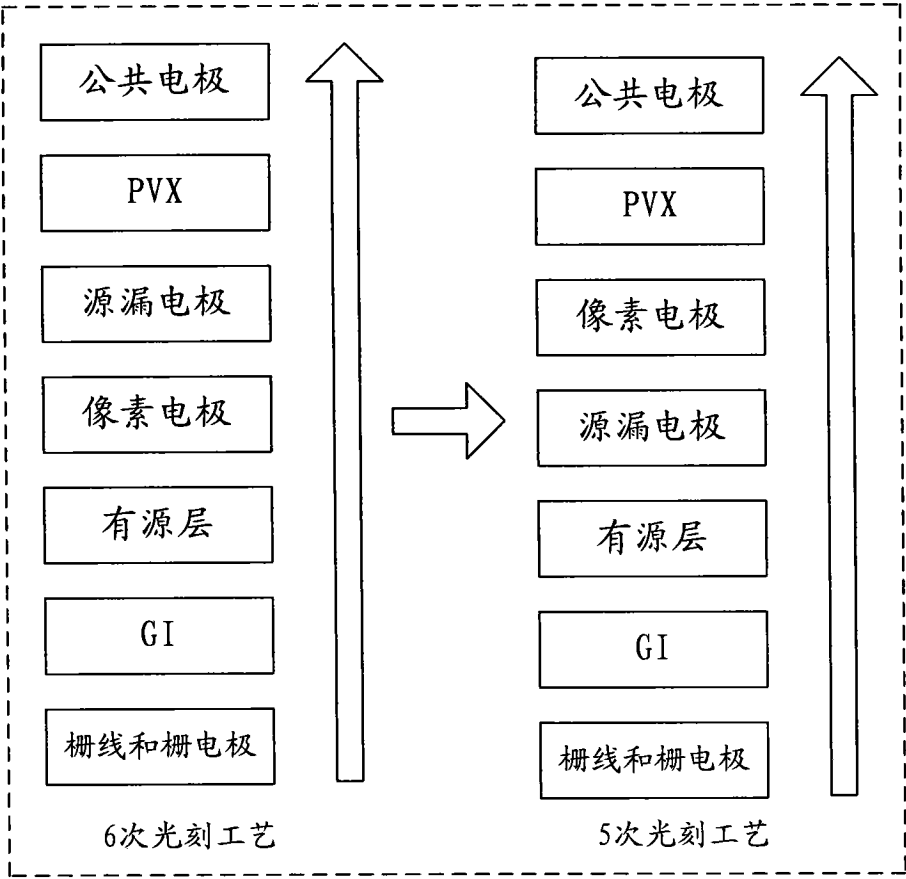 公共电极
PVX
源漏电极
像素电极
有源层
GI
栅线和栅电极
6次光刻工艺
公共电极
PVX
像素电极
源漏电极
有源层
GI
栅线和栅电极
5次光刻工艺